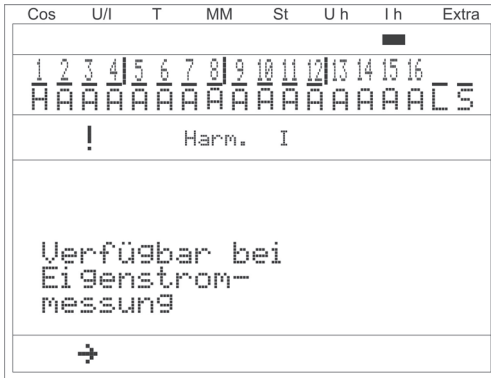 Cos U/I T MM St U h I h Extra
1 2 3 4 5 6 7 8 9 10 11 12 13 14 15 16
H A A A A A A A A A A A A A A A A C S
! Harm. I
Verfügbar bei
Eigenstrom-
messung
→